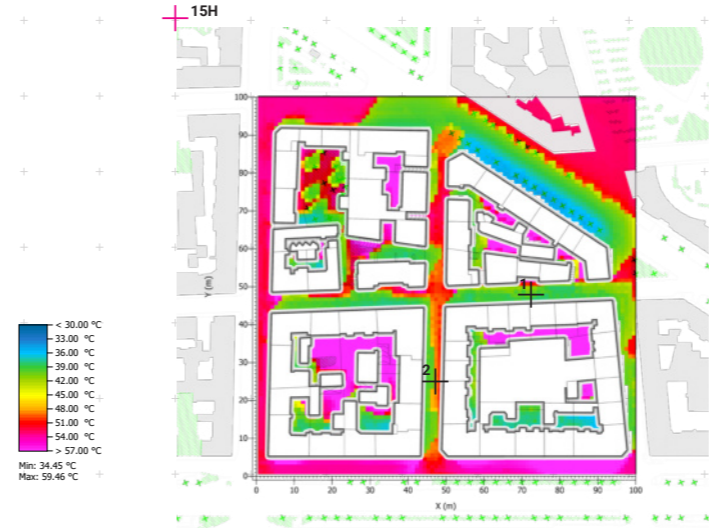 15H
100
90
80
70
60
50
40
30
20
10
0
Y (m)
1
2
< 30.00 °C
33.00 °C
36.00 °C
39.00 °C
42.00 °C
45.00 °C
48.00 °C
51.00 °C
54.00 °C
> 57.00 °C
Min: 34.45 °C
Max: 59.46 °C
0 10 20 30 40 50 60 70 80 90 100
X (m)